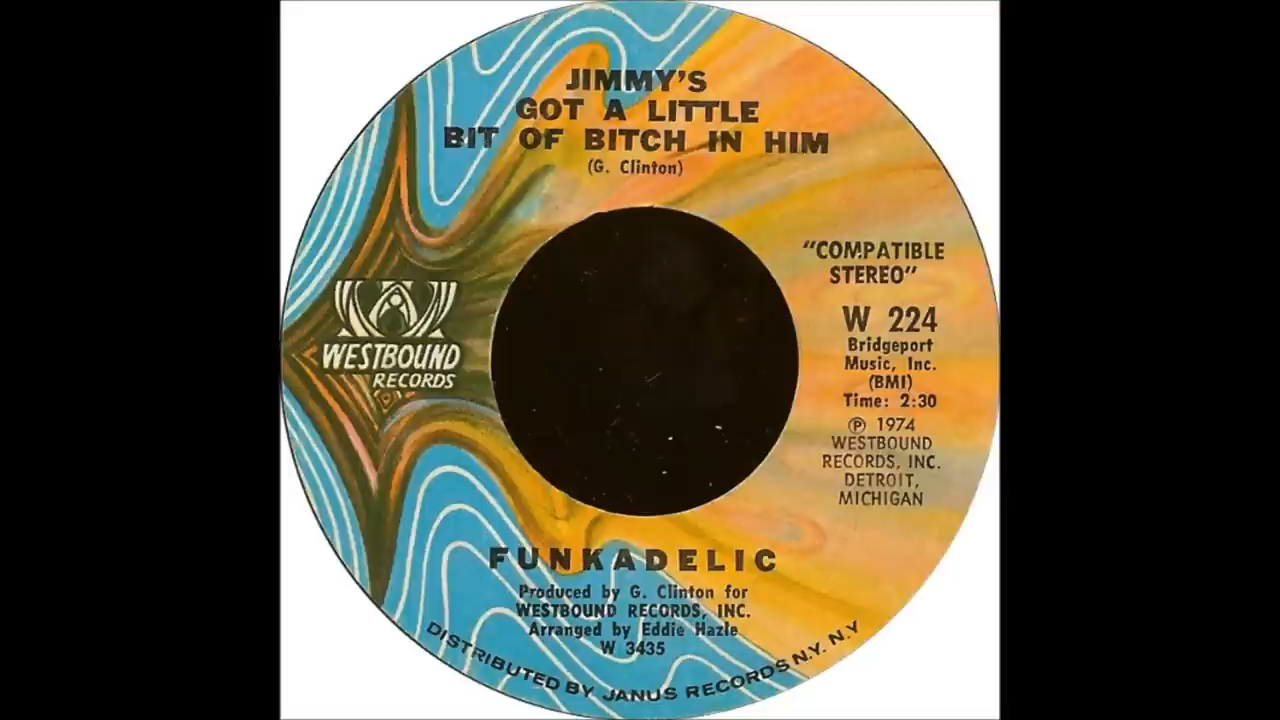 JIMMY'S
GOT A LITTLE
BIT OF BITCH IN HIM
(G. Clinton)
"COMPATIBLE
STEREO"
W 224
Bridgeport
Music, Inc.
(BMI)
Time: 2:30
℗ 1974
WESTBOUND
RECORDS, INC.
DETROIT,
MICHIGAN
WESTBOUND
RECORDS
FUNKADELIC
Produced by G. Clinton for
WESTBOUND RECORDS, INC.
Arranged by Eddie Hazle
W 3435
DISTRIBUTED BY JANUS RECORDS N.Y. N.Y